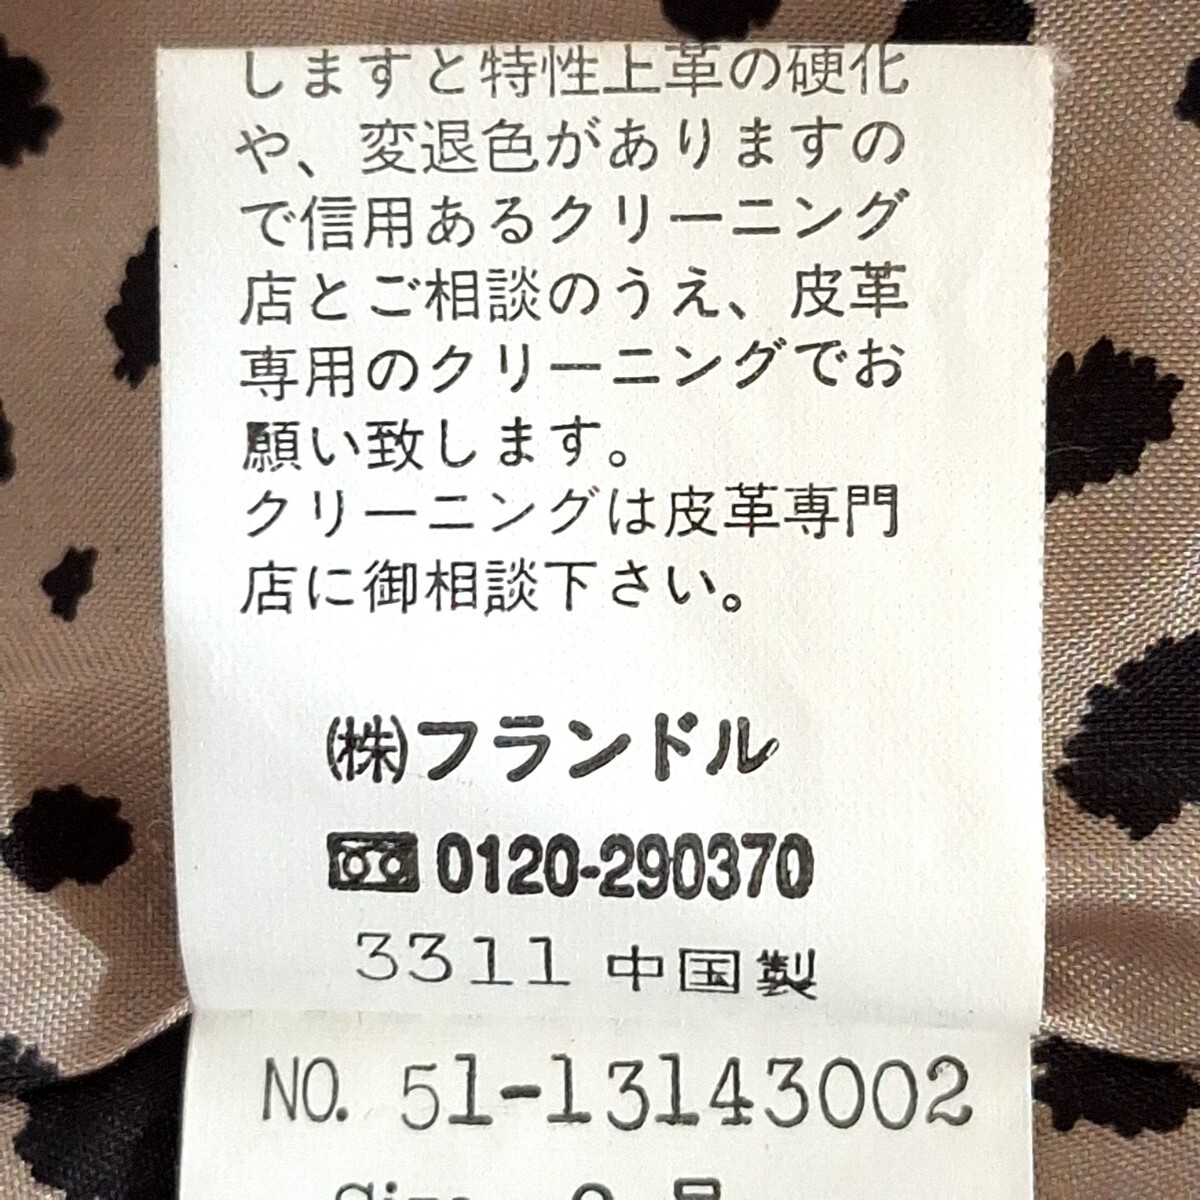 しますと特性上革の硬化
や、変退色がありますの
で信用あるクリーニング
店とご相談のうえ、皮革
専用のクリーニングでお
願い致します。
クリーニングは皮革専門
店に御相談下さい。
(株)フランドル
0120-290370
3311 中国製
NO. 51-13143002